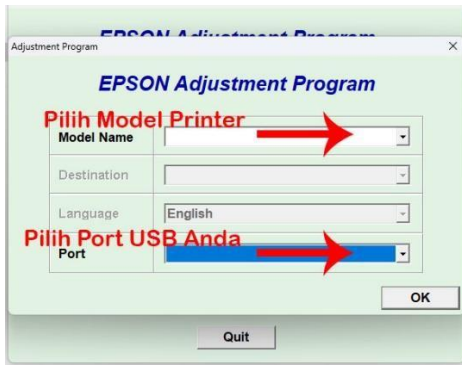 EPSON Adjustment Program
Adjustment Program
EPSON Adjustment Program
Pilih Model Printer
Model Name
Destination
Language English
Pilih Port USB Anda
Port
OK
Quit